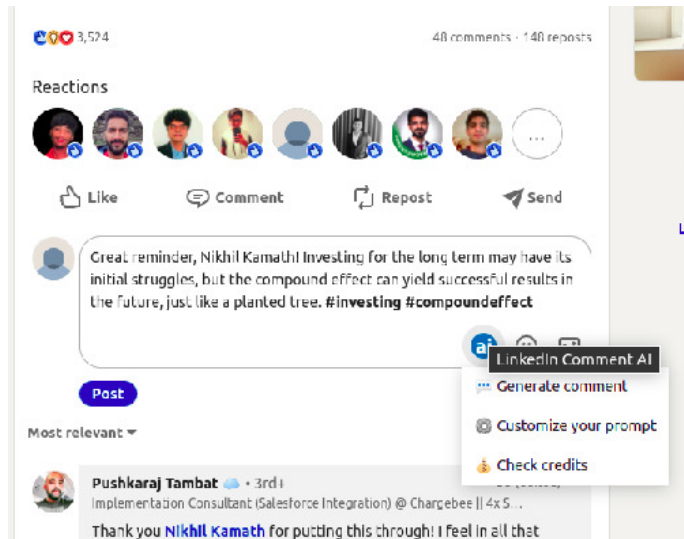 3,524
48 comments · 148 reposts
Reactions
...
Like
Comment
Repost
Send
Great reminder, Nikhil Kamath! Investing for the long term may have its
initial struggles, but the compound effect can yield successful results in
the future, just like a planted tree. #investing #compoundeffect
ai
LinkedIn Comment AI
Generate comment
Customize your prompt
Check credits
Post
Most relevant
Pushkaraj Tambat • 3rd+
Implementation Consultant (Salesforce Integration) @ Chargebee || 4x S...
Thank you Nikhil Kamath for putting this through! I feel in all that